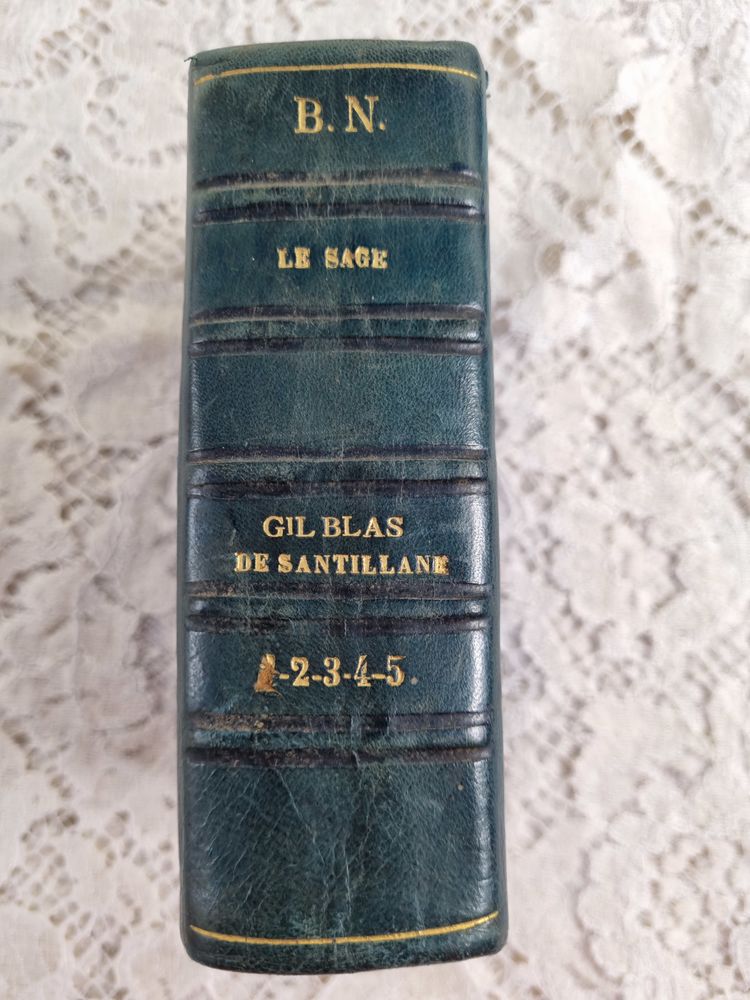 B. N.
LE SAGE
GIL BLAS
DE SANTILLANE
1-2-3-4-5.